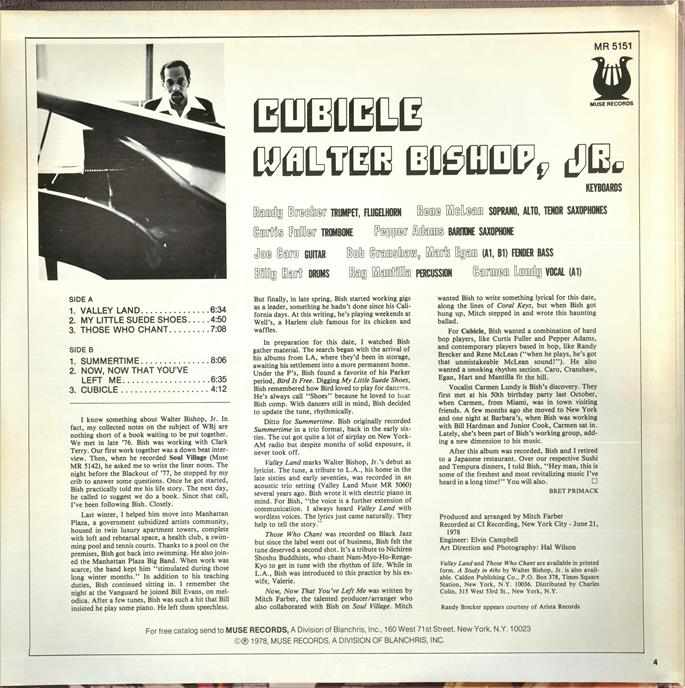 MR 5151
MUSE RECORDS
CUBICLE
WALTER BISHOP, JR.
KEYBOARDS
Randy Brecker TRUMPET, FLUGELHORN Rene McLean SOPRANO, ALTO, TENOR SAXOPHONES
Curtis Fuller TROMBONE Pepper Adams BARITONE SAXOPHONE
Joe Caro GUITAR Bob Cranshaw, Mark Egan (A1, B1) FENDER BASS
Billy Hart DRUMS Ray Mantilla PERCUSSION Carmen Lundy VOCAL (A1)
SIDE A
1. VALLEY LAND...............6:34
2. MY LITTLE SUEDE SHOES.....4:50
3. THOSE WHO CHANT.........7:08
SIDE B
1. SUMMERTIME..............8:06
2. NOW, NOW THAT YOU'VE
LEFT ME..................6:35
3. CUBICLE ...................4:12
I know something about Walter Bishop, Jr. In
fact, my collected notes on the subject of WBj are
nothing short of a book waiting to be put together.
We met in late '76. Bish was working with Clark
Terry. Our first work together was a down beat inter-
view. Then, when he recorded Soul Village (Muse
MR 5142), he asked me to write the liner notes. The
night before the Blackout of '77, he stopped by my
crib to answer some questions. Once he got started,
Bish practically told me his life story. The next day,
he called to suggest we do a book. Since that call,
I've been following Bish. Closely.
Last winter, I helped him move into Manhattan
Plaza, a government subsidized artists community,
housed in twin luxury apartment towers, complete
with loft and rehearsal space, a health club, a swim-
ming pool and tennis courts. Thanks to a pool on the
premises, Bish got back into swimming. He also join-
ed the Manhattan Plaza Big Band. When work was
scarce, the band kept him "stimulated during those
long winter months." In addition to his teaching
duties, Bish continued sitting in. I remember the
night at the Vanguard he joined Bill Evans, on mel-
odica. After a few tunes, Bish was such a hit that Bill
insisted he play some piano. He left them speechless.
But finally, in late spring, Bish started working gigs
as a leader, something he hadn't done since his Cali-
fornia days. At this writing, he's playing weekends at
Well's, a Harlem club famous for its chicken and
waffles.
In preparation for this date, I watched Bish
gather material. The search began with the arrival of
his albums from LA, where they'd been in storage,
awaiting his settlement into a more permanent home.
Under the P's, Bish found a favorite of his Parker
period, Bird Is Free. Digging My Little Suede Shoes,
Bish remembered how Bird loved to play for dancers.
He's always call "Shoes" because he loved to hear
Bish comp. With dancers still in mind, Bish decided
to update the tune, rhythmically.
Ditto for Summertime. Bish originally recorded
Summertime in a trio format, back in the early six-
ties. The cut got quite a lot of airplay on New York-
AM radio but despite months of solid exposure, it
never took off.
Valley Land marks Walter Bishop, Jr.'s debut as
lyricist. The tune, a tribute to L.A., his home in the
late sixties and early seventies, was recorded in an
acoustic trio setting (Valley Land Muse MR 5060)
several years ago. Bish wrote it with electric piano in
mind. For Bish, "the voice is a further extension of
communication. I always heard Valley Land with
wordless voices. The lyrics just came naturally. They
help to tell the story."
Those Who Chant was recorded on Black Jazz
but since the label went out of business, Bish felt the
tune deserved a second shot. It's a tribute to Nichiren
Shoshu Buddhists, who chant Nam-Myo-Ho-Renge-
Kyo to get in tune with the rhythm of life. While in
L.A., Bish was introduced to this practice by his ex-
wife, Valerie.
Now, Now That You've Left Me was written by
Mitch Farber, the talented producer/arranger who
also collaborated with Bish on Soul Village. Mitch
wanted Bish to write something lyrical for this date,
along the lines of Coral Keys, but when Bish got
hung up, Mitch stepped in and wrote this haunting
ballad.
For Cubicle, Bish wanted a combination of hard
bop players, like Curtis Fuller and Pepper Adams,
and contemporary players based in bop, like Randy
Brecker and Rene McLean ("when he plays, he's got
that unmistakeable McLean sound!"). He also
wanted a smoking rhythm section. Caro, Cranshaw,
Egan, Hart and Mantilla fit the bill.
Vocalist Carmen Lundy is Bish's discovery. They
first met at his 50th birthday party last October,
when Carmen, from Miami, was in town visiting
friends. A few months ago she moved to New York
and one night at Barbara's, when Bish was working
with Bill Hardman and Junior Cook, Carmen sat in.
Lately, she's been part of Bish's working group, add-
ing a new dimension to his music.
After this album was recorded, Bish and I retired
to a Japanese restaurant. Over our respective Sushi
and Tempura dinners, I told Bish, "Hey man, this is
some of the freshest and most revitalizing music I've
heard in a long time!" You will also. □
BRET PRIMACK
Produced and arranged by Mitch Farber
Recorded at CI Recording, New York City - June 21,
1978
Engineer: Elvin Campbell
Art Direction and Photography: Hal Wilson
Valley Land and Those Who Chant are available in printed
form. A Study in 4ths by Walter Bishop, Jr. is also avail-
able. Caldon Publishing Co., P.O. Box 378, Times Square
Station, New York, N.Y. 10036. Distributed by Charles
Colin, 315 West 53rd St., New York, N.Y.
Randy Brecker appears courtesy of Arista Records
For free catalog send to MUSE RECORDS, A Division of Blanchris, Inc., 160 West 71st Street, New York, N.Y. 10023
©℗ 1978, MUSE RECORDS, A DIVISION OF BLANCHRIS, INC.
4